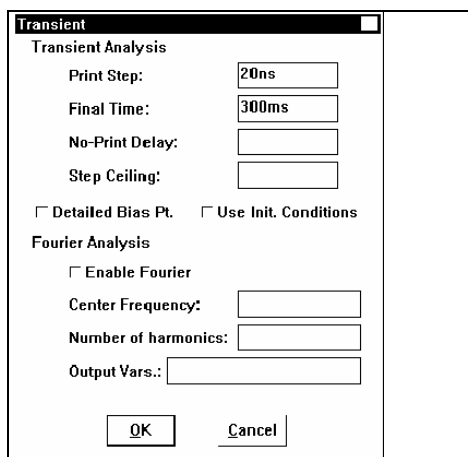 Transient
Transient Analysis
Print Step: 20ns
Final Time: 300ms
No-Print Delay:
Step Ceiling:
Detailed Bias Pt. Use Init. Conditions
Fourier Analysis
Enable Fourier
Center Frequency:
Number of harmonics:
Output Vars.:
OK Cancel